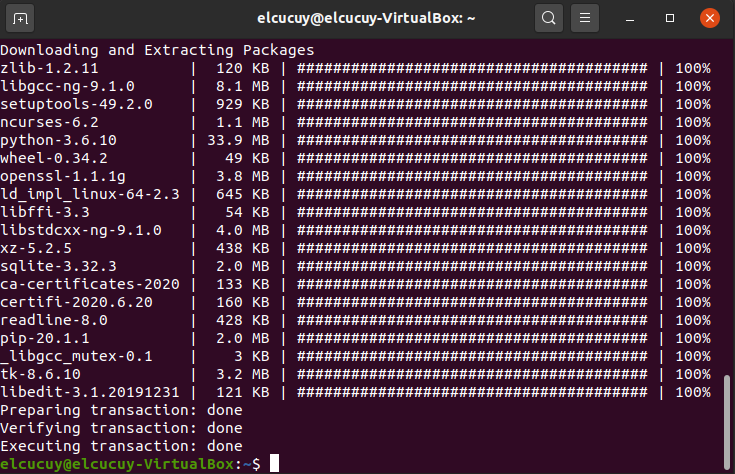 elcucuy@elcucuy-VirtualBox: ~
Downloading and Extracting Packages
zlib-1.2.11          | 120 KB | ####################################### | 100%
libgcc-ng-9.1.0      | 8.1 MB | ####################################### | 100%
setuptools-49.2.0    | 929 KB | ####################################### | 100%
ncurses-6.2          | 1.1 MB | ####################################### | 100%
python-3.6.10        | 33.9 MB | ####################################### | 100%
wheel-0.34.2         | 49 KB | ####################################### | 100%
openssl-1.1.1g       | 3.8 MB | ####################################### | 100%
ld_impl_linux-64-2.3 | 645 KB | ####################################### | 100%
libffi-3.3           | 54 KB | ####################################### | 100%
libstdcxx-ng-9.1.0   | 4.0 MB | ####################################### | 100%
xz-5.2.5             | 438 KB | ####################################### | 100%
sqlite-3.32.3        | 2.0 MB | ####################################### | 100%
ca-certificates-2020 | 133 KB | ####################################### | 100%
certifi-2020.6.20    | 160 KB | ####################################### | 100%
readline-8.0         | 428 KB | ####################################### | 100%
pip-20.1.1           | 2.0 MB | ####################################### | 100%
_libgcc_mutex-0.1    | 3 KB | ####################################### | 100%
tk-8.6.10            | 3.2 MB | ####################################### | 100%
libedit-3.1.20191231 | 121 KB | ####################################### | 100%
Preparing transaction: done
Verifying transaction: done
Executing transaction: done
elcucuy@elcucuy-VirtualBox:~$